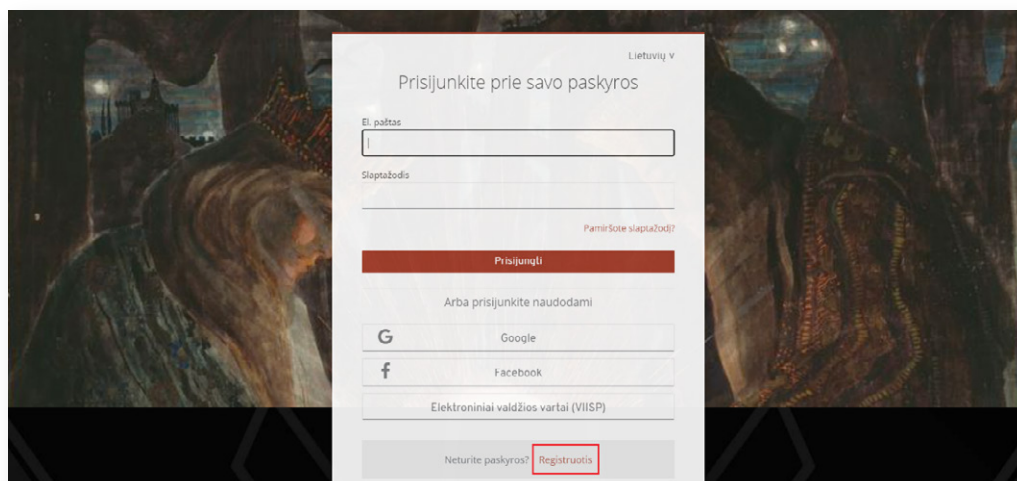 Lietuvių v
Prisijunkite prie savo paskyros
El. paštas
Slaptažodis
Pamiršote slaptažodį?
Prisijungti
Arba prisijunkite naudodami
G Google
f Facebook
Elektroniniai valdžios vartai (VIISP)
Neturite paskyros? Registruotis